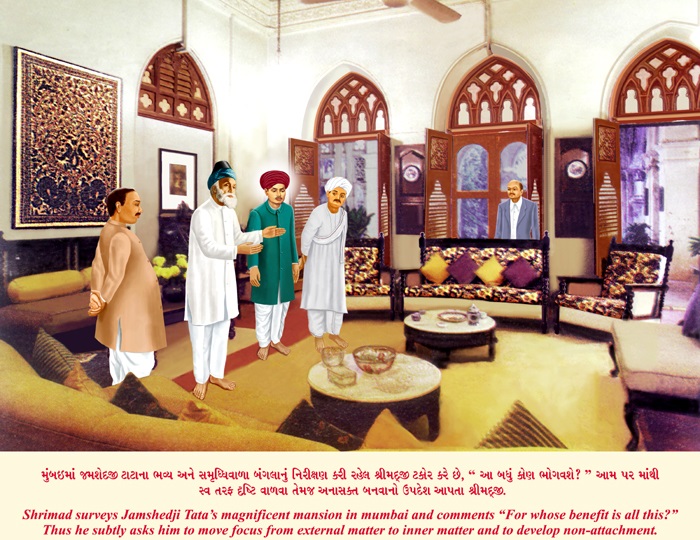 મુંબઇમાં જમશેદજી ટાટાના ભવ્ય અને સમૃધ્ધિવાળા બંગલાનું નિરીક્ષણ કરી રહેલ શ્રીમદ્જી ટકોર કરે છે, “ આ બધું કોણ ભોગવશે? ” આમ પર માંથી
સ્વ તરફ દ્રષ્ટિ વાળવા તેમજ અનાસક્ત બનવાનો ઉપદેશ આપતા શ્રીમદ્જી.
Shrimad surveys Jamshedji Tata's magnificent mansion in mumbai and comments “For whose benefit is all this?”
Thus he subtly asks him to move focus from external matter to inner matter and to develop non-attachment.